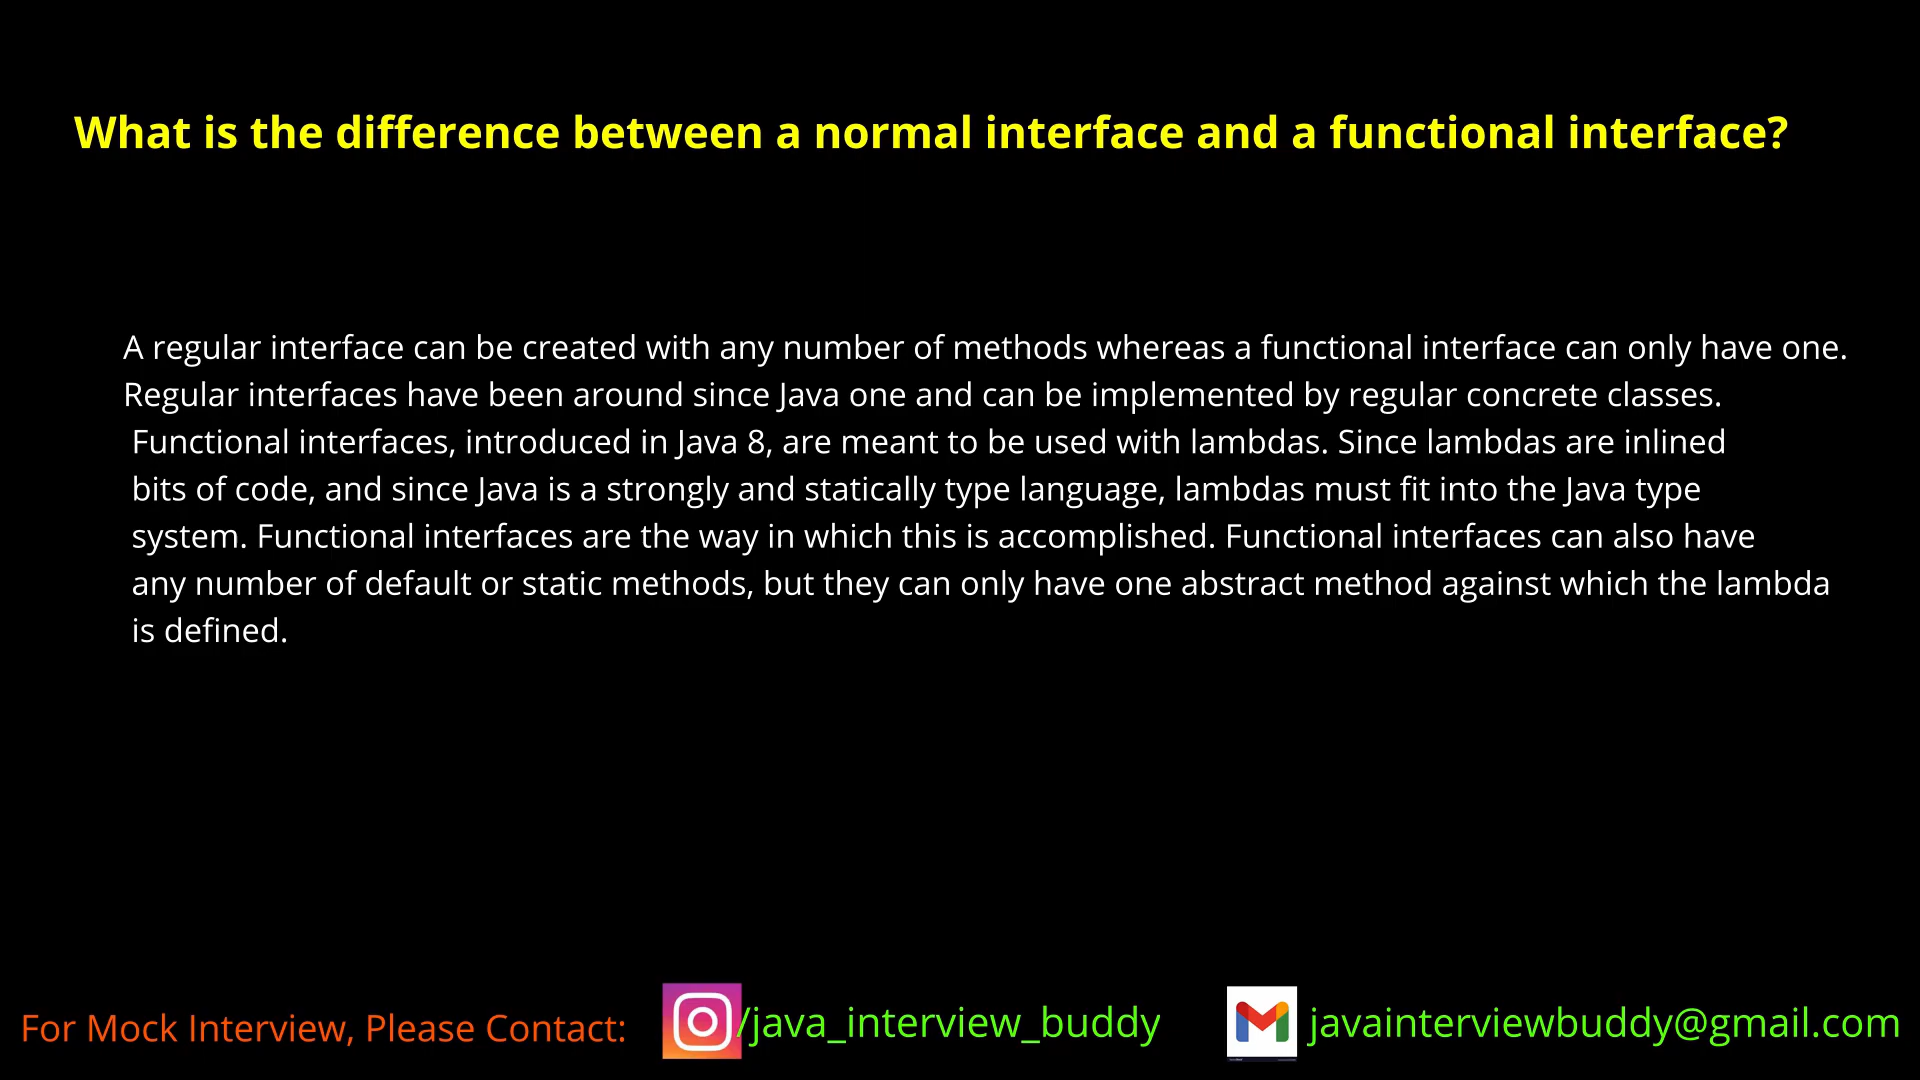 What is the difference between a normal interface and a functional interface?
A regular interface can be created with any number of methods whereas a functional interface can only have one.
Regular interfaces have been around since Java one and can be implemented by regular concrete classes.
Functional interfaces, introduced in Java 8, are meant to be used with lambdas. Since lambdas are inlined
bits of code, and since Java is a strongly and statically type language, lambdas must fit into the Java type
system. Functional interfaces are the way in which this is accomplished. Functional interfaces can also have
any number of default or static methods, but they can only have one abstract method against which the lambda
is defined.
For Mock Interview, Please Contact: /java_interview_buddy javainterviewbuddy@gmail.com